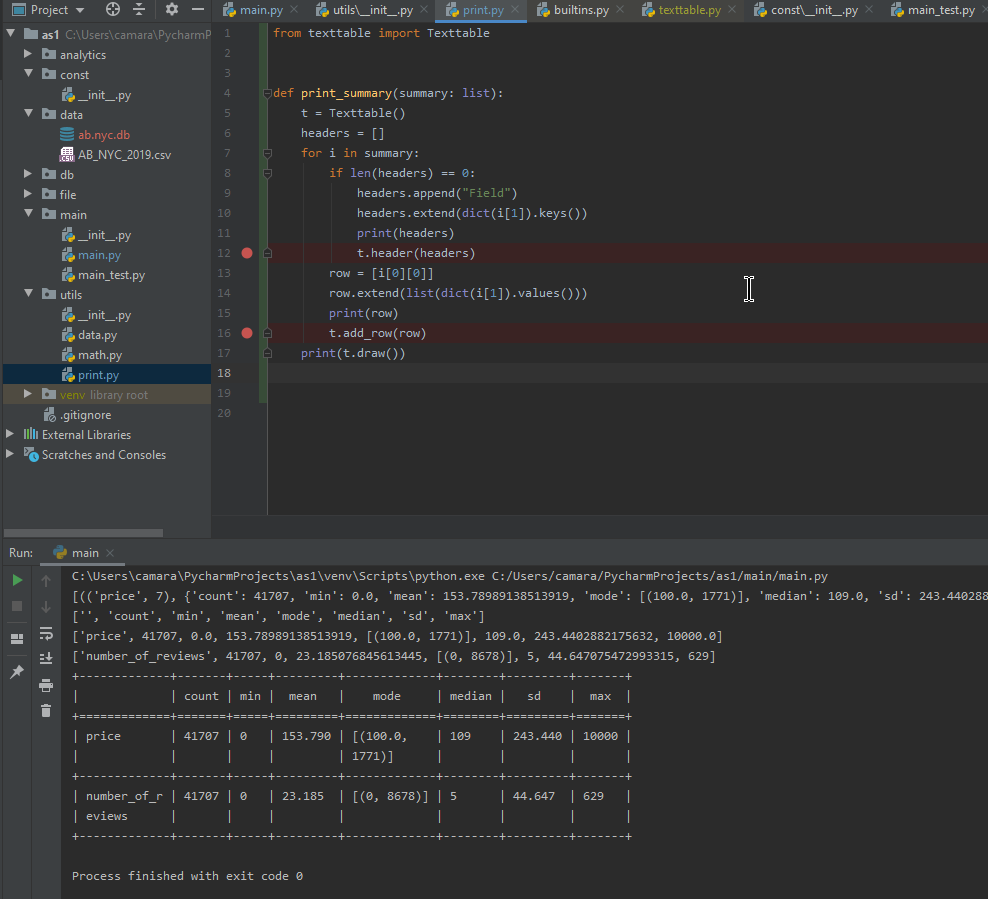 Project
main.py
utils\__init__.py
print.py
builtins.py
texttable.py
const\__init__.py
main_test.py
as1 C:\Users\camara\PycharmP
analytics
const
__init__.py
data
ab.nyc.db
AB_NYC_2019.csv
db
file
main
__init__.py
main.py
main_test.py
utils
__init__.py
data.py
math.py
print.py
venv library root
.gitignore
External Libraries
Scratches and Consoles
1 from texttable import Texttable
2
3
4 def print_summary(summary: list):
5 t = Texttable()
6 headers = []
7 for i in summary:
8 if len(headers) == 0:
9 headers.append("Field")
10 headers.extend(dict(i[1]).keys())
11 print(headers)
12 t.header(headers)
13 row = [i[0][0]]
14 row.extend(list(dict(i[1]).values()))
15 print(row)
16 t.add_row(row)
17 print(t.draw())
18
19
20
Run: main
C:\Users\camara\PycharmProjects\as1\venv\Scripts\python.exe C:/Users/camara/PycharmProjects/as1/main/main.py
[(('price', 7), {'count': 41707, 'min': 0.0, 'mean': 153.78989138513919, 'mode': [(100.0, 1771)], 'median': 109.0, 'sd': 243.440288
['', 'count', 'min', 'mean', 'mode', 'median', 'sd', 'max']
['price', 41707, 0.0, 153.78989138513919, [(100.0, 1771)], 109.0, 243.4402882175632, 10000.0]
['number_of_reviews', 41707, 0, 23.185076845613445, [(0, 8678)], 5, 44.647075472993315, 629]
+-------------+-------+-----+---------+-------------+--------+---------+-------+
| | count | min | mean | mode | median | sd | max |
+=============+=======+=====+=========+=============+========+=========+=======+
| price | 41707 | 0 | 153.790 | [(100.0, | 109 | 243.440 | 10000 |
| | | | | 1771)] | | | |
+-------------+-------+-----+---------+-------------+--------+---------+-------+
| number_of_r | 41707 | 0 | 23.185 | [(0, 8678)] | 5 | 44.647 | 629 |
| eviews | | | | | | | |
+-------------+-------+-----+---------+-------------+--------+---------+-------+
Process finished with exit code 0